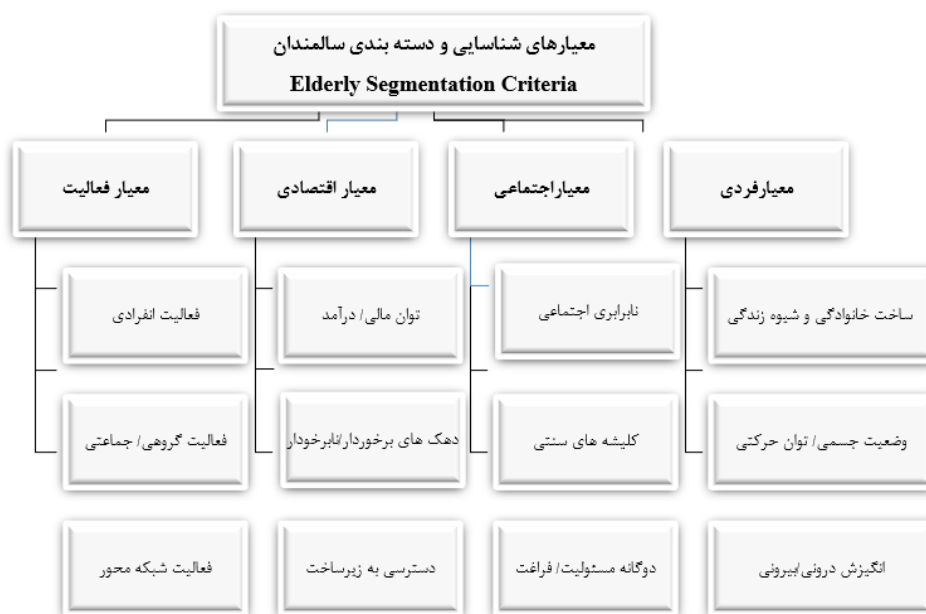 معیارهای شناسایی و دسته بندی سالمندان
Elderly Segmentation Criteria
معیارفردی
معیاراجتماعی
معیار اقتصادی
معیار فعالیت
ساخت خانوادگی و شیوه زندگی
نابرابری اجتماعی
توان مالی/ درآمد
فعالیت انفرادی
وضعیت جسمی/ توان حرکتی
کلیشه های سنتی
دهک های برخوردار/نابرخودار
فعالیت گروهی/ جماعتی
انگیزش درونی/بیرونی
دوگانه مسئولیت/ فراغت
دسترسی به زیرساخت
فعالیت شبکه محور